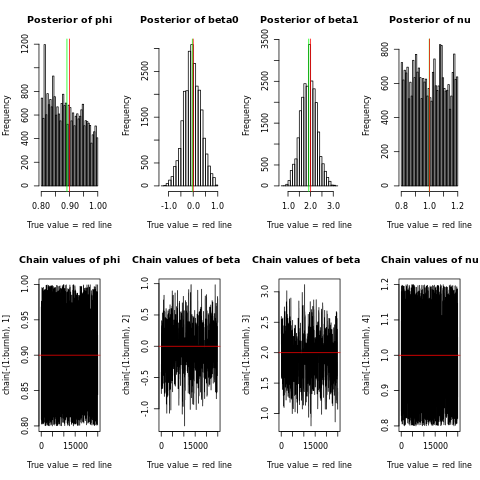 Posterior of phi
Posterior of beta0
Posterior of beta1
Posterior of nu
Frequency
0 200 400 600 800 1200
0.80 0.90 1.00
True value = red line
Frequency
0 500 1500 2500
-1.0 0.0 1.0
True value = red line
Frequency
0 500 1500 2500 3500
1.0 2.0 3.0
True value = red line
Frequency
0 200 400 600 800
0.8 1.0 1.2
True value = red line
Chain values of phi
Chain values of beta
Chain values of beta
Chain values of nu
chain[-(1:burnIn), 1]
0.80 0.85 0.90 0.95 1.00
0 15000
True value = red line
chain[-(1:burnIn), 2]
-1.0 0.0 0.5 1.0
0 15000
True value = red line
chain[-(1:burnIn), 3]
1.0 1.5 2.0 2.5 3.0
0 15000
True value = red line
chain[-(1:burnIn), 4]
0.8 0.9 1.0 1.1 1.2
0 15000
True value = red line